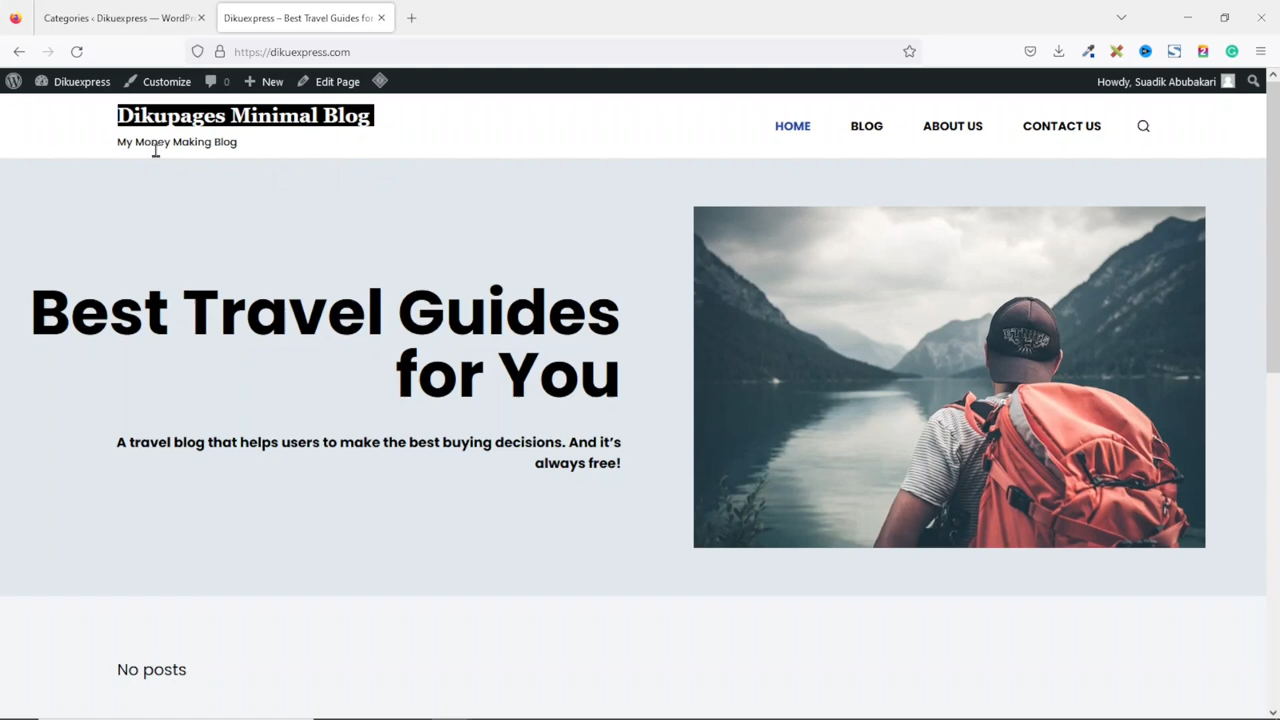 Categories ‹ Dikuexpress — WordPr
Dikuexpress – Best Travel Guides for
https://dikuexpress.com
Dikuexpress
Customize
0
New
Edit Page
Howdy, Suadik Abubakari
Dikupages Minimal Blog
My Money Making Blog
HOME
BLOG
ABOUT US
CONTACT US
Best Travel Guides
for You
A travel blog that helps users to make the best buying decisions. And it’s
always free!
No posts